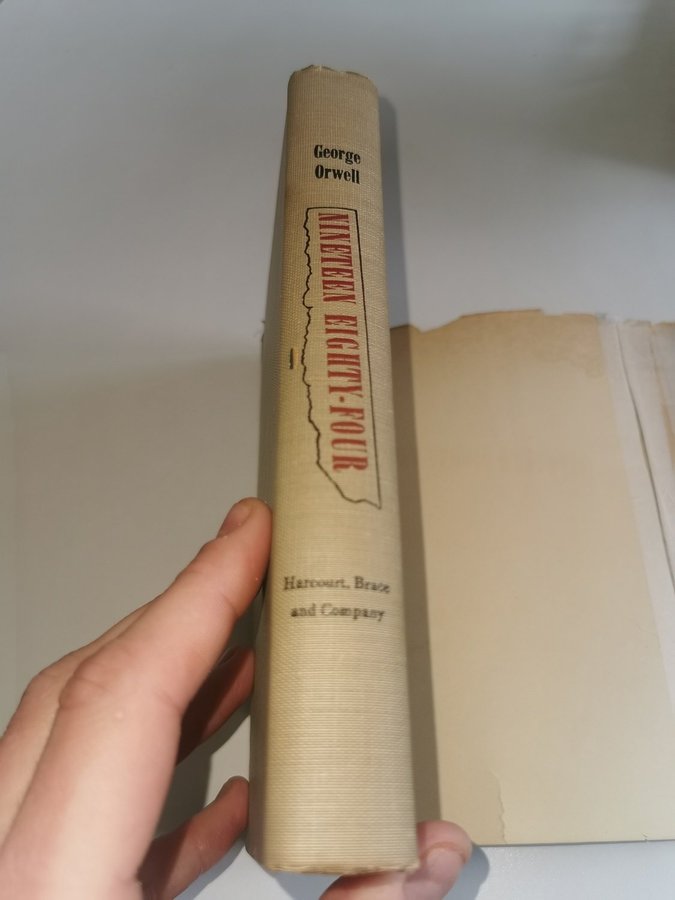 George
Orwell
NINETEEN EIGHTY-FOUR
Harcourt, Brace
and Company